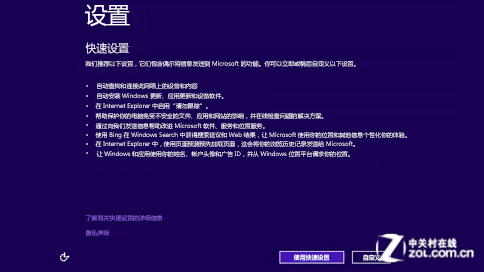 设置
快速设置
我们推荐以下设置，它们包含偶尔将信息发送到 Microsoft 的功能。你可以立即或稍后自定义以下设置。
• 自动查找和连接此网络上的设备和内容
• 自动安装 Windows 更新、应用更新和设备软件。
• 在 Internet Explorer 中启用“请勿跟踪”。
• 帮助保护你的电脑免受不安全的文件、应用和网站的影响，并在线检查问题的解决方案。
• 通过向我们发送信息帮助改进 Microsoft 软件、服务和位置服务。
• 使用 Bing 在 Windows Search 中获得搜索建议和 Web 结果，让 Microsoft 使用你的位置和其他信息个性化你的体验。
• 在 Internet Explorer 中，使用页面预测预先加载页面，这会将你的浏览历史记录发送给 Microsoft。
• 让 Windows 和应用使用你的姓名、帐户头像和广告 ID，并从 Windows 位置平台请求你的位置。
了解有关快速设置的详细信息
隐私声明
使用快速设置
自定义
中关村在线
zol.com.cn